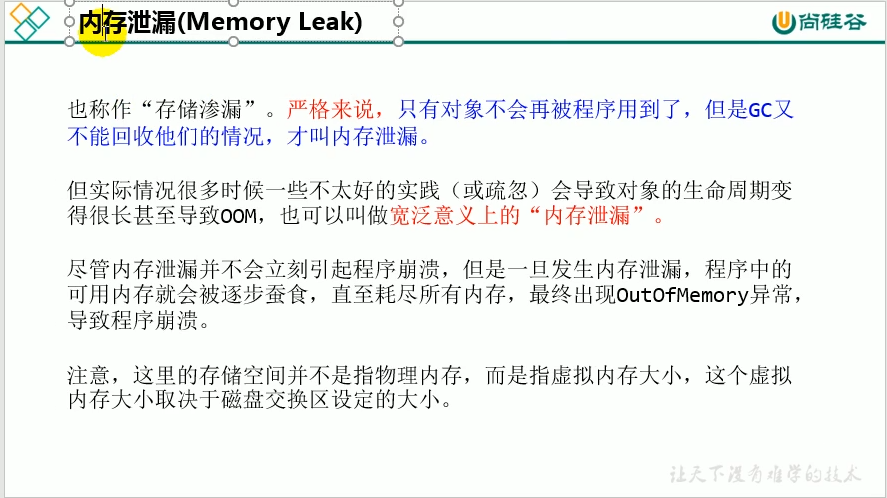 内存泄漏(Memory Leak)
尚硅谷
也称作“存储渗漏”。严格来说，只有对象不会再被程序用到了，但是GC又
不能回收他们的情况，才叫内存泄漏。
但实际情况很多时候一些不太好的实践（或疏忽）会导致对象的生命周期变
得很长甚至导致OOM，也可以叫做宽泛意义上的“内存泄漏”。
尽管内存泄漏并不会立刻引起程序崩溃，但是一旦发生内存泄漏，程序中的
可用内存就会被逐步蚕食，直至耗尽所有内存，最终出现OutOfMemory异常，
导致程序崩溃。
注意，这里的存储空间并不是指物理内存，而是指虚拟内存大小，这个虚拟
内存大小取决于磁盘交换区设定的大小。
让天下没有难学的技术